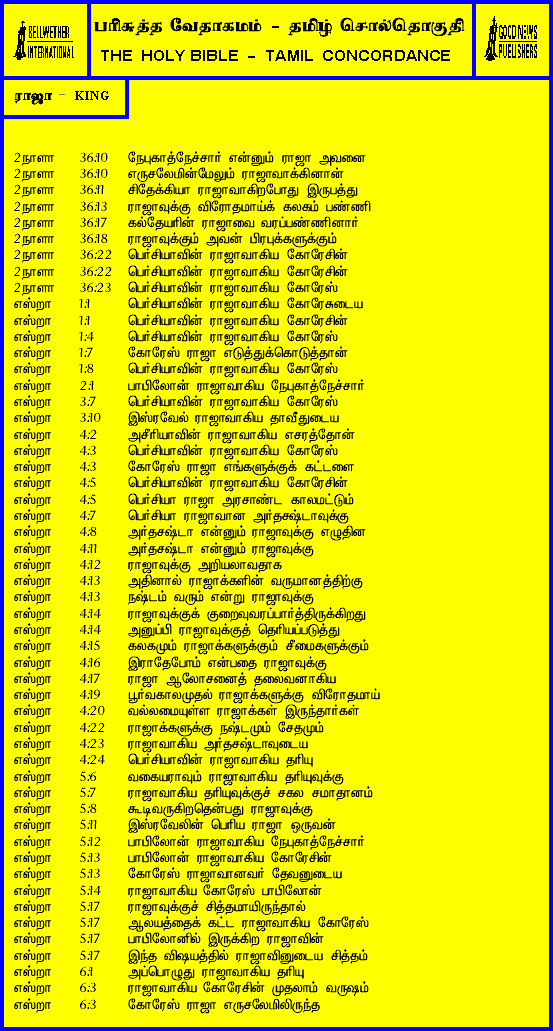 BELLWETHER
INTERNATIONAL
பரிசுத்த வேதாகமம் - தமிழ் சொல்தொகுதி
THE HOLY BIBLE - TAMIL CONCORDANCE
GOOD NEWS
PUBLISHERS
ராஜா - KING
2நாளா 36:10 நேபுகாத்நேச்சார் என்னும் ராஜா அவனை
2நாளா 36:10 எருசலேமின்மேலும் ராஜாவாக்கினான்
2நாளா 36:11 சிதேக்கியா ராஜாவாகிறபோது இருபத்து
2நாளா 36:13 ராஜாவுக்கு விரோதமாய்க் கலகம் பண்ணி
2நாளா 36:17 கல்தேயரின் ராஜாவை வரப்பண்ணினார்
2நாளா 36:18 ராஜாவுக்கும் அவன் பிரபுக்களுக்கும்
2நாளா 36:22 பெர்சியாவின் ராஜாவாகிய கோரேசின்
2நாளா 36:22 பெர்சியாவின் ராஜாவாகிய கோரேசின்
2நாளா 36:23 பெர்சியாவின் ராஜாவாகிய கோரேஸ்
எஸ்றா 1:1 பெர்சியாவின் ராஜாவாகிய கோரேசுடைய
எஸ்றா 1:1 பெர்சியாவின் ராஜாவாகிய கோரேசின்
எஸ்றா 1:4 பெர்சியாவின் ராஜாவாகிய கோரேஸ்
எஸ்றா 1:7 கோரேஸ் ராஜா எடுத்துக்கொடுத்தான்
எஸ்றா 1:8 பெர்சியாவின் ராஜாவாகிய கோரேஸ்
எஸ்றா 2:1 பாபிலோன் ராஜாவாகிய நேபுகாத்நேச்சார்
எஸ்றா 3:7 பெர்சியாவின் ராஜாவாகிய கோரேஸ்
எஸ்றா 3:10 இஸ்ரவேல் ராஜாவாகிய தாவீதுடைய
எஸ்றா 4:2 அசீரியாவின் ராஜாவாகிய எசரத்தோன்
எஸ்றா 4:3 பெர்சியாவின் ராஜாவாகிய கோரேஸ்
எஸ்றா 4:3 கோரேஸ் ராஜா எங்களுக்குக் கட்டளை
எஸ்றா 4:5 பெர்சியாவின் ராஜாவாகிய கோரேசின்
எஸ்றா 4:5 பெர்சியா ராஜா அரசாண்ட காலமட்டும்
எஸ்றா 4:7 பெர்சியா ராஜாவான அர்தசஷ்டாவுக்கு
எஸ்றா 4:8 அர்தசஷ்டா என்னும் ராஜாவுக்கு எழுதின
எஸ்றா 4:11 அர்தசஷ்டா என்னும் ராஜாவுக்கு
எஸ்றா 4:12 ராஜாவுக்கு அறியலாவதாக
எஸ்றா 4:13 அதினால் ராஜாக்களின் வருமானத்திற்கு
எஸ்றா 4:13 நஷ்டம் வரும் என்று ராஜாவுக்கு
எஸ்றா 4:14 ராஜாவுக்குக் குறைவுவரப்பார்த்திருக்கிறது
எஸ்றா 4:14 அனுப்பி ராஜாவுக்குத் தெரியப்படுத்து
எஸ்றா 4:15 கலகமும் ராஜாக்களுக்கும் சீமைகளுக்கும்
எஸ்றா 4:16 இராதேபோம் என்பதை ராஜாவுக்கு
எஸ்றா 4:17 ராஜா ஆலோசனைத் தலைவனாகிய
எஸ்றா 4:19 பூர்வகாலமுதல் ராஜாக்களுக்கு விரோதமாய்
எஸ்றா 4:20 வல்லமையுள்ள ராஜாக்கள் இருந்தார்கள்
எஸ்றா 4:22 ராஜாக்களுக்கு நஷ்டமும் சேதமும்
எஸ்றா 4:23 ராஜாவாகிய அர்தசஷ்டாவுடைய
எஸ்றா 4:24 பெர்சியாவின் ராஜாவாகிய தரியு
எஸ்றா 5:6 வகையராவும் ராஜாவாகிய தரியுவுக்கு
எஸ்றா 5:7 ராஜாவாகிய தரியுவுக்குச் சகல சமாதானம்
எஸ்றா 5:8 கூடிவருகிறதென்பது ராஜாவுக்கு
எஸ்றா 5:11 இஸ்ரவேலின் பெரிய ராஜா ஒருவன்
எஸ்றா 5:12 பாபிலோன் ராஜாவாகிய நேபுகாத்நேச்சார்
எஸ்றா 5:13 பாபிலோன் ராஜாவாகிய கோரேசின்
எஸ்றா 5:13 கோரேஸ் ராஜாவானவர் தேவனுடைய
எஸ்றா 5:14 ராஜாவாகிய கோரேஸ் பாபிலோன்
எஸ்றா 5:17 ராஜாவுக்குச் சித்தமாயிருந்தால்
எஸ்றா 5:17 ஆலயத்தைக் கட்ட ராஜாவாகிய கோரேஸ்
எஸ்றா 5:17 பாபிலோனில் இருக்கிற ராஜாவின்
எஸ்றா 5:17 இந்த விஷயத்தில் ராஜாவினுடைய சித்தம்
எஸ்றா 6:1 அப்பொழுது ராஜாவாகிய தரியு
எஸ்றா 6:3 ராஜாவாகிய கோரேசின் முதலாம் வருஷம்
எஸ்றா 6:3 கோரேஸ் ராஜா எருசலேமிலிருந்த